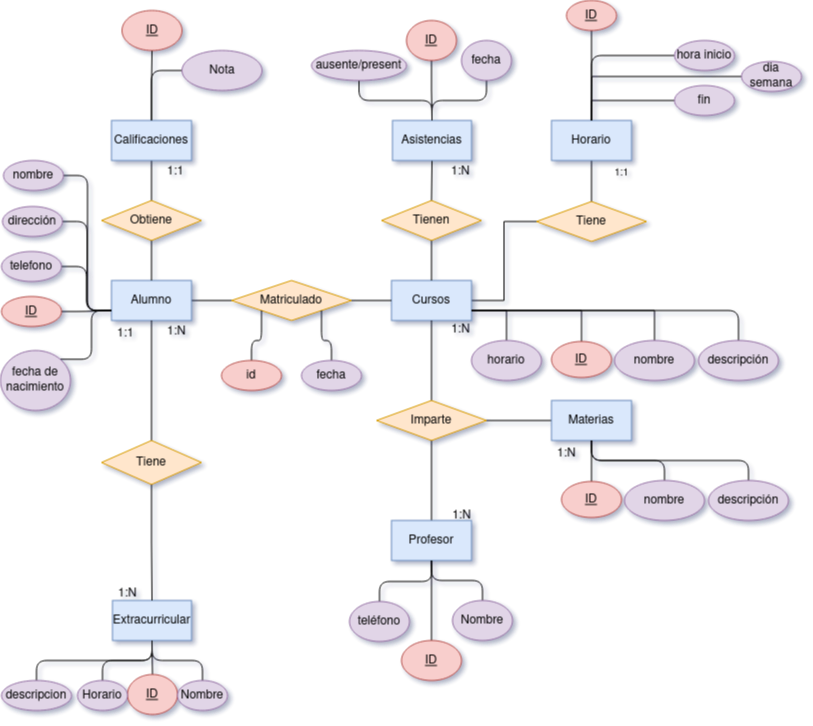 ID
Nota
Calificaciones
1:1
Obtiene
ID
ausente/present
fecha
Asistencias
1:N
Tienen
ID
hora inicio
dia
semana
fin
Horario
1:1
Tiene
nombre
dirección
telefono
ID
fecha de
nacimiento
Alumno
1:1
1:N
Matriculado
id
fecha
Cursos
1:N
horario
ID
nombre
descripción
Imparte
Materias
1:N
ID
nombre
descripción
Tiene
1:N
Profesor
teléfono
Nombre
ID
1:N
Extracurricular
descripcion
Horario
ID
Nombre